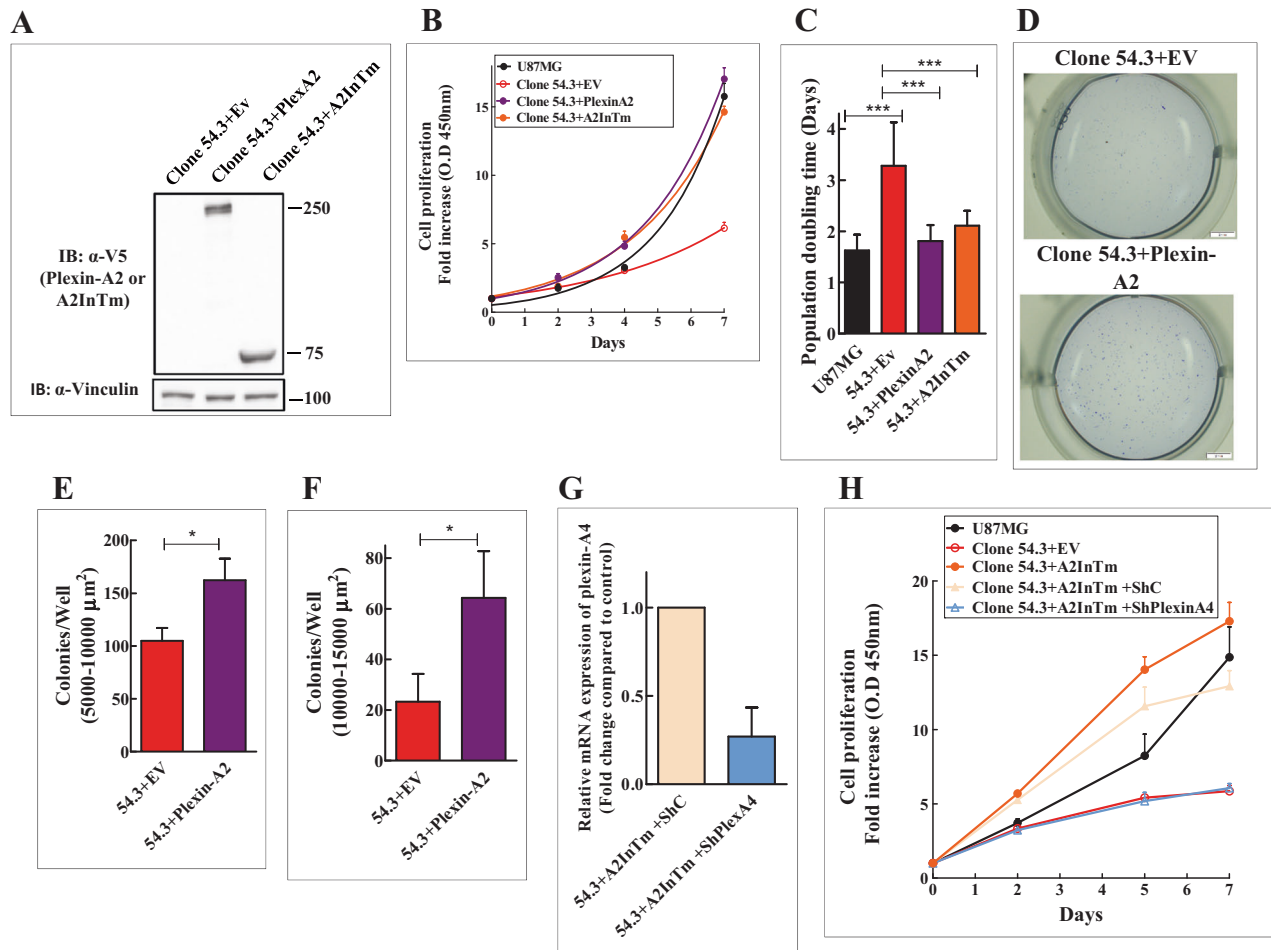 A
Clone 54.3+Ev
Clone 54.3+PlexA2
Clone 54.3+A2InTm
250
IB: α-V5
(Plexin-A2 or
A2InTm)
75
IB: α-Vinculin
100
B
U87MG
Clone 54.3+EV
Clone 54.3+PlexinA2
Clone 54.3+A2InTm
Cell proliferation
Fold increase (O.D 450nm)
15
10
5
0
0 1 2 3 4 5 6 7
Days
C
***
***
***
Population doubling time (Days)
4
3
2
1
0
U87MG
54.3+Ev
54.3+PlexinA2
54.3+A2InTm
D
Clone 54.3+EV
Clone 54.3+Plexin-
A2
E
*
Colonies/Well
(5000-10000 µm²)
200
150
100
50
0
54.3+EV
54.3+Plexin-A2
F
*
Colonies/Well
(10000-15000 µm²)
80
60
40
20
0
54.3+EV
54.3+Plexin-A2
G
Relative mRNA expression of plexin-A4
(Fold change compared to control)
1.0
0.5
0.0
54.3+A2InTm +ShC
54.3+A2InTm +ShPlexA4
H
U87MG
Clone 54.3+EV
Clone 54.3+A2InTm
Clone 54.3+A2InTm +ShC
Clone 54.3+A2InTm +ShPlexinA4
Cell proliferation
Fold increase (O.D 450nm)
20
15
10
5
0
0 1 2 3 4 5 6 7
Days